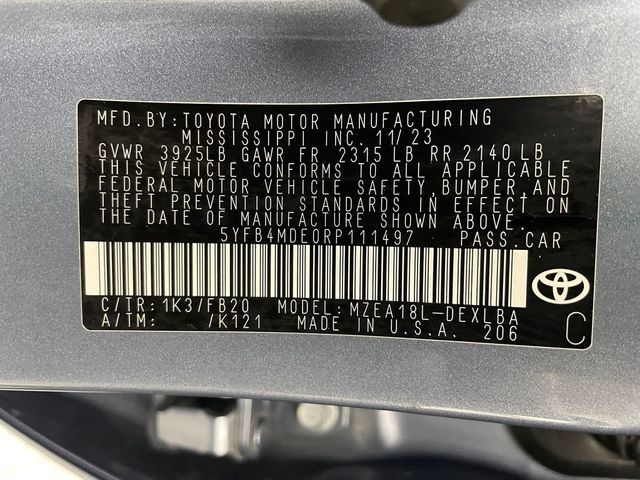 MFD.BY:TOYOTA MOTOR MANUFACTURING
MISSISSIPPI INC. 11/23
GVWR 3925LB GAWR FR 2315 LB RR 2140 LB
THIS VEHICLE CONFORMS TO ALL APPLICABLE
FEDERAL MOTOR VEHICLE SAFETY, BUMPER,AND
THEFT PREVENTION STANDARDS IN EFFECT ON
THE DATE OF MANUFACTURE SHOWN ABOVE.
5YFB4MDE0RP111497 PASS.CAR
C/TR: 1K3/FB20 MODEL: MZEA18L-DEXLBA
A/TM: /K121 MADE IN U.S.A. 206
C